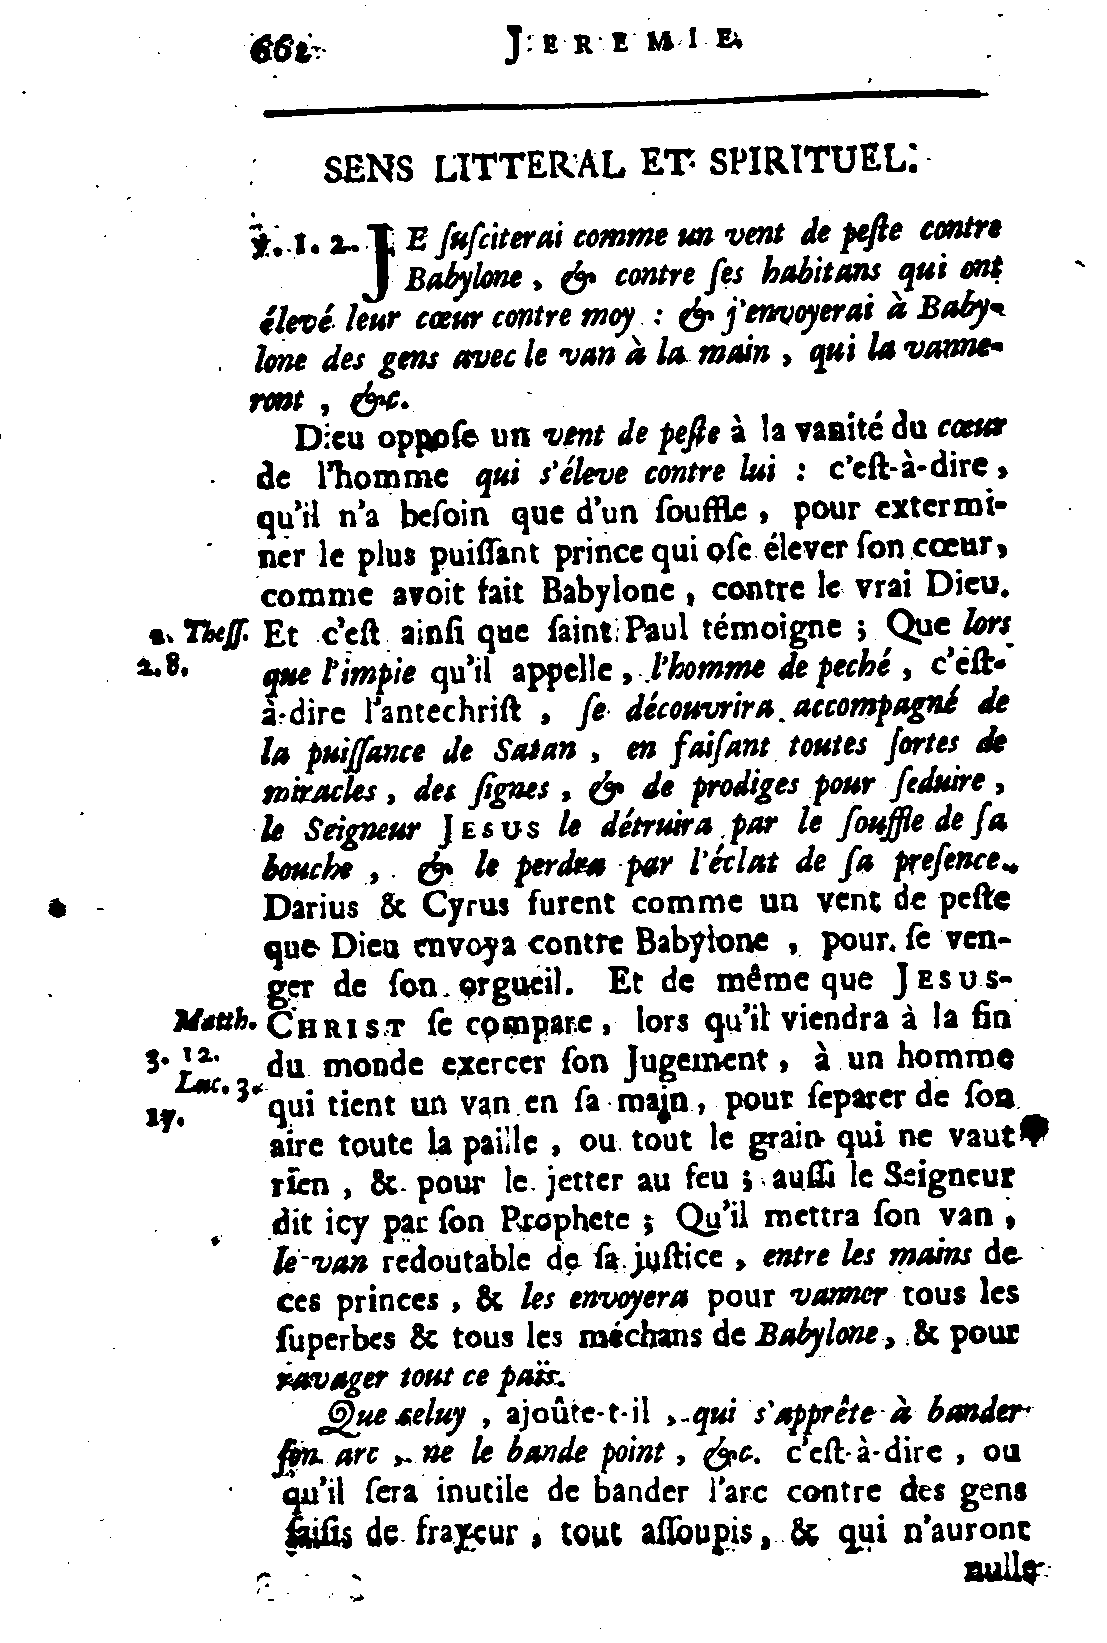 662 JEREMIE.
SENS LITTERAL ET SPIRITUEL.
℣. 1. 2. JE ſuſciterai comme un vent de peſte contre
Babylone, & contre ſes habitans qui ont
élevé leur cœur contre moy : & j'envoyerai à Baby-
lone des gens avec le van à la main, qui la vanne-
ront, &c.
Dieu oppoſe un vent de peſte à la vanité du cœur
de l'homme qui s'éleve contre lui : c'eſt-à-dire,
qu'il n'a beſoin que d'un ſouffle, pour extermi-
ner le plus puiſſant prince qui oſe élever ſon cœur,
comme avoit fait Babylone, contre le vrai Dieu.
2. Theſſ. Et c'eſt ainſi que ſaint Paul témoigne ; Que lors
2. 8. que l'impie qu'il appelle, l'homme de peché, c'eſt-
à-dire l'antechriſt, ſe découvrira accompagné de
la puiſſance de Satan, en faiſant toutes ſortes de
miracles, des ſignes, & de prodiges pour ſeduire,
le Seigneur JESUS le détruira par le ſouffle de ſa
bouche, & le perdra par l'éclat de ſa preſence.
Darius & Cyrus furent comme un vent de peſte
que Dieu envoya contre Babylone, pour ſe ven-
ger de ſon orgueil. Et de même que JESUS-
Matth. CHRIST ſe compare, lors qu'il viendra à la fin
3. 12. du monde exercer ſon Jugement, à un homme
Luc. 3. qui tient un van en ſa main, pour ſeparer de ſon
17. aire toute la paille, ou tout le grain qui ne vaut
rien, & pour le jetter au feu ; auſſi le Seigneur
dit icy par ſon Prophete ; Qu'il mettra ſon van,
le van redoutable de ſa juſtice, entre les mains de
ces princes, & les envoyera pour vanner tous les
ſuperbes & tous les méchans de Babylone, & pour
ravager tout ce païs.
Que celuy, ajoûte-t-il, qui s'apprête à bander
ſon arc, ne le bande point, &c. c'eſt-à-dire, ou
qu'il ſera inutile de bander l'arc contre des gens
ſaiſis de frayeur, tout aſſoupis, & qui n'auront
nulle